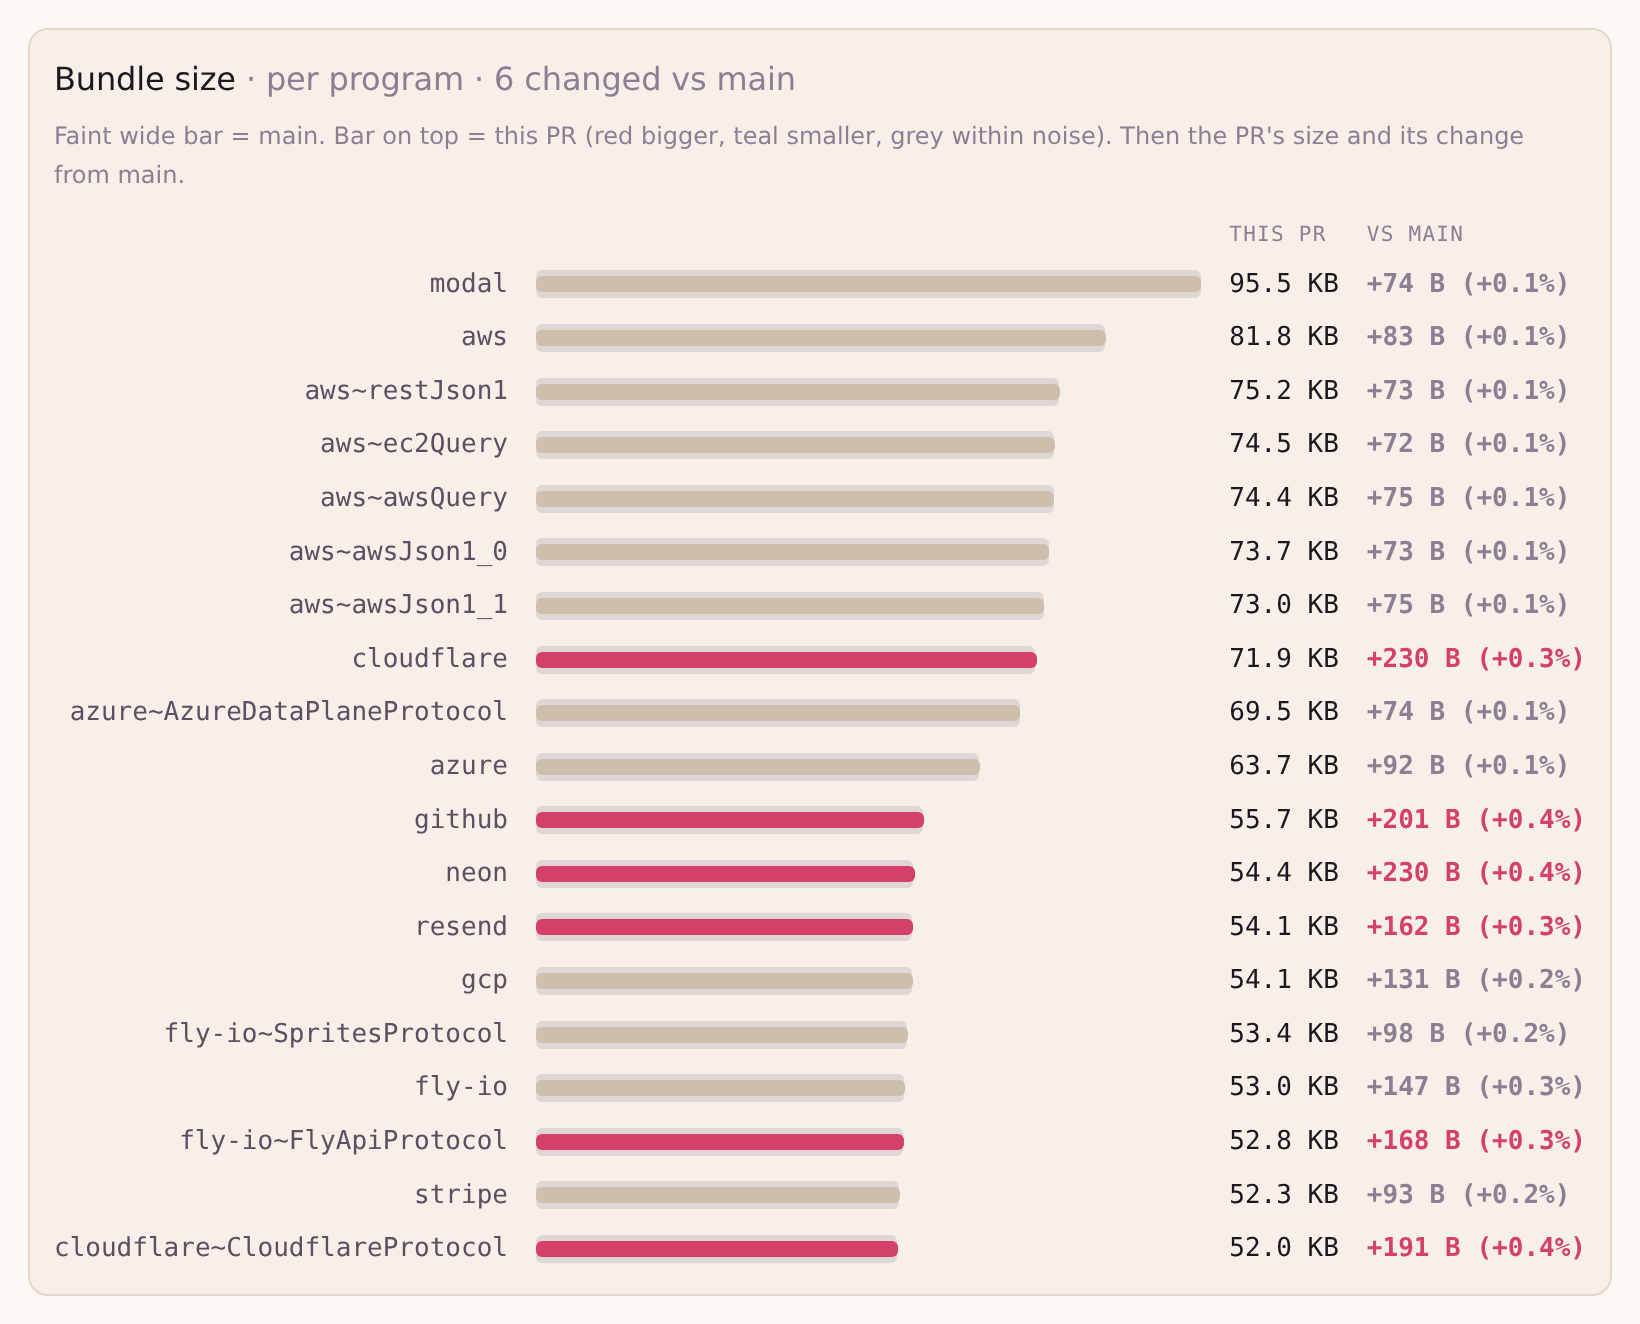 Bundle size · per program · 6 changed vs main
Faint wide bar = main. Bar on top = this PR (red bigger, teal smaller, grey within noise). Then the PR's size and its change
from main.
THIS PR VS MAIN
modal 95.5 KB +74 B (+0.1%)
aws 81.8 KB +83 B (+0.1%)
aws~restJson1 75.2 KB +73 B (+0.1%)
aws~ec2Query 74.5 KB +72 B (+0.1%)
aws~awsQuery 74.4 KB +75 B (+0.1%)
aws~awsJson1_0 73.7 KB +73 B (+0.1%)
aws~awsJson1_1 73.0 KB +75 B (+0.1%)
cloudflare 71.9 KB +230 B (+0.3%)
azure~AzureDataPlaneProtocol 69.5 KB +74 B (+0.1%)
azure 63.7 KB +92 B (+0.1%)
github 55.7 KB +201 B (+0.4%)
neon 54.4 KB +230 B (+0.4%)
resend 54.1 KB +162 B (+0.3%)
gcp 54.1 KB +131 B (+0.2%)
fly-io~SpritesProtocol 53.4 KB +98 B (+0.2%)
fly-io 53.0 KB +147 B (+0.3%)
fly-io~FlyApiProtocol 52.8 KB +168 B (+0.3%)
stripe 52.3 KB +93 B (+0.2%)
cloudflare~CloudflareProtocol 52.0 KB +191 B (+0.4%)